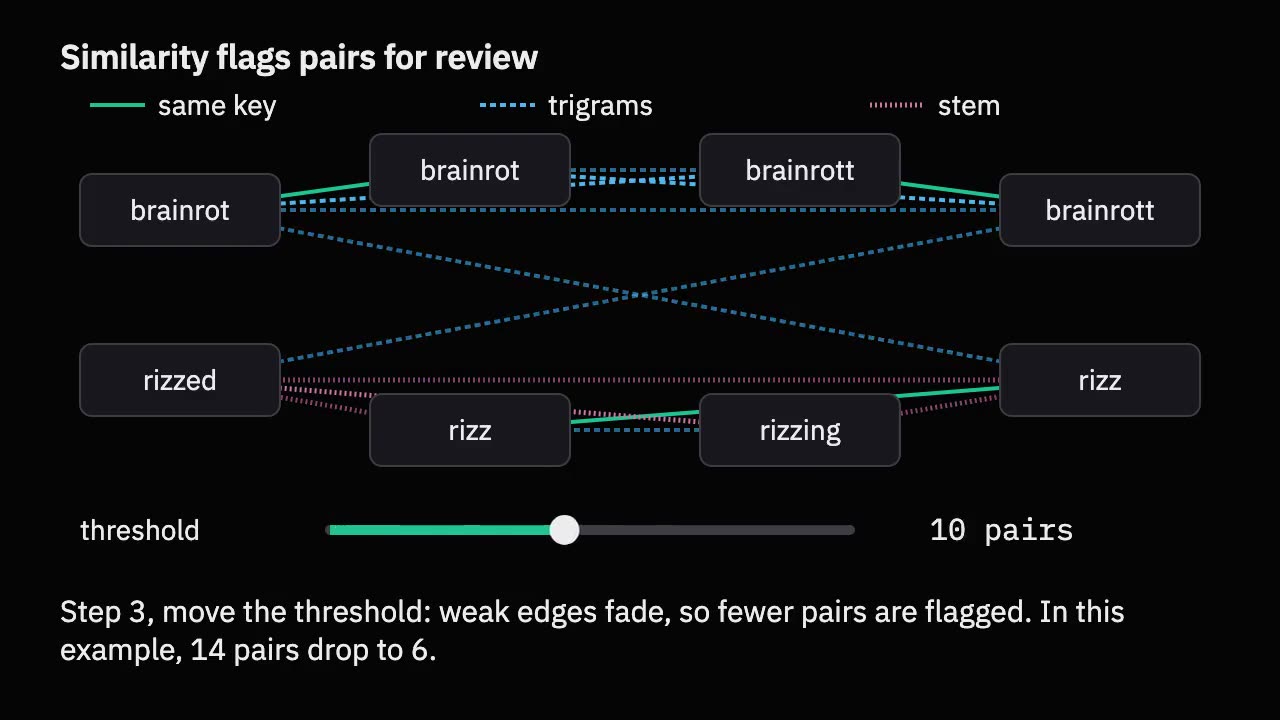 Similarity flags pairs for review
same key
trigrams
stem
brainrot
brainrott
brainrot
brainrott
rizzed
rizz
rizz
rizzing
threshold
10 pairs
Step 3, move the threshold: weak edges fade, so fewer pairs are flagged. In this
example, 14 pairs drop to 6.